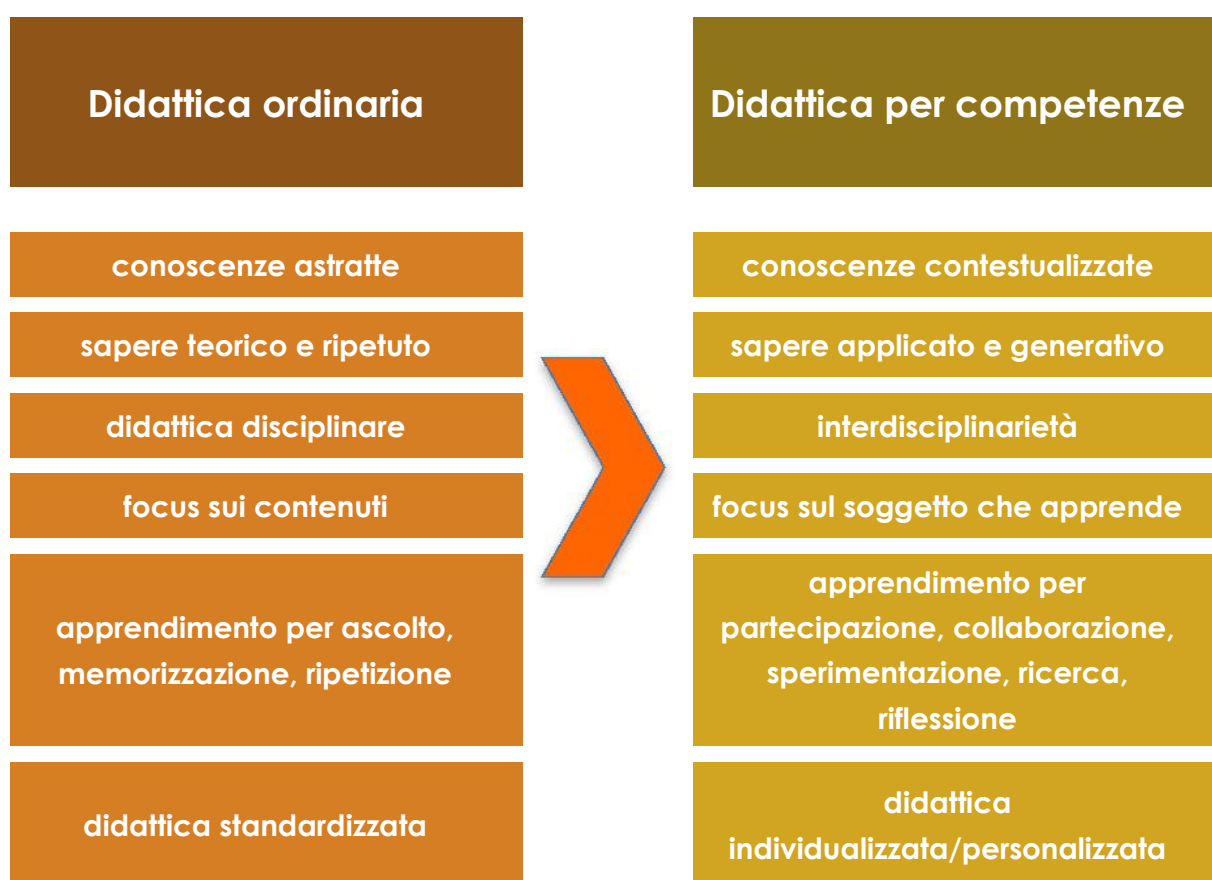 Didattica ordinaria
Didattica per competenze
conoscenze astratte
conoscenze contestualizzate
sapere teorico e ripetuto
sapere applicato e generativo
didattica disciplinare
interdisciplinarietà
focus sui contenuti
focus sul soggetto che apprende
apprendimento per ascolto,
memorizzazione, ripetizione
apprendimento per
partecipazione, collaborazione,
sperimentazione, ricerca,
riflessione
didattica standardizzata
didattica
individualizzata/personalizzata